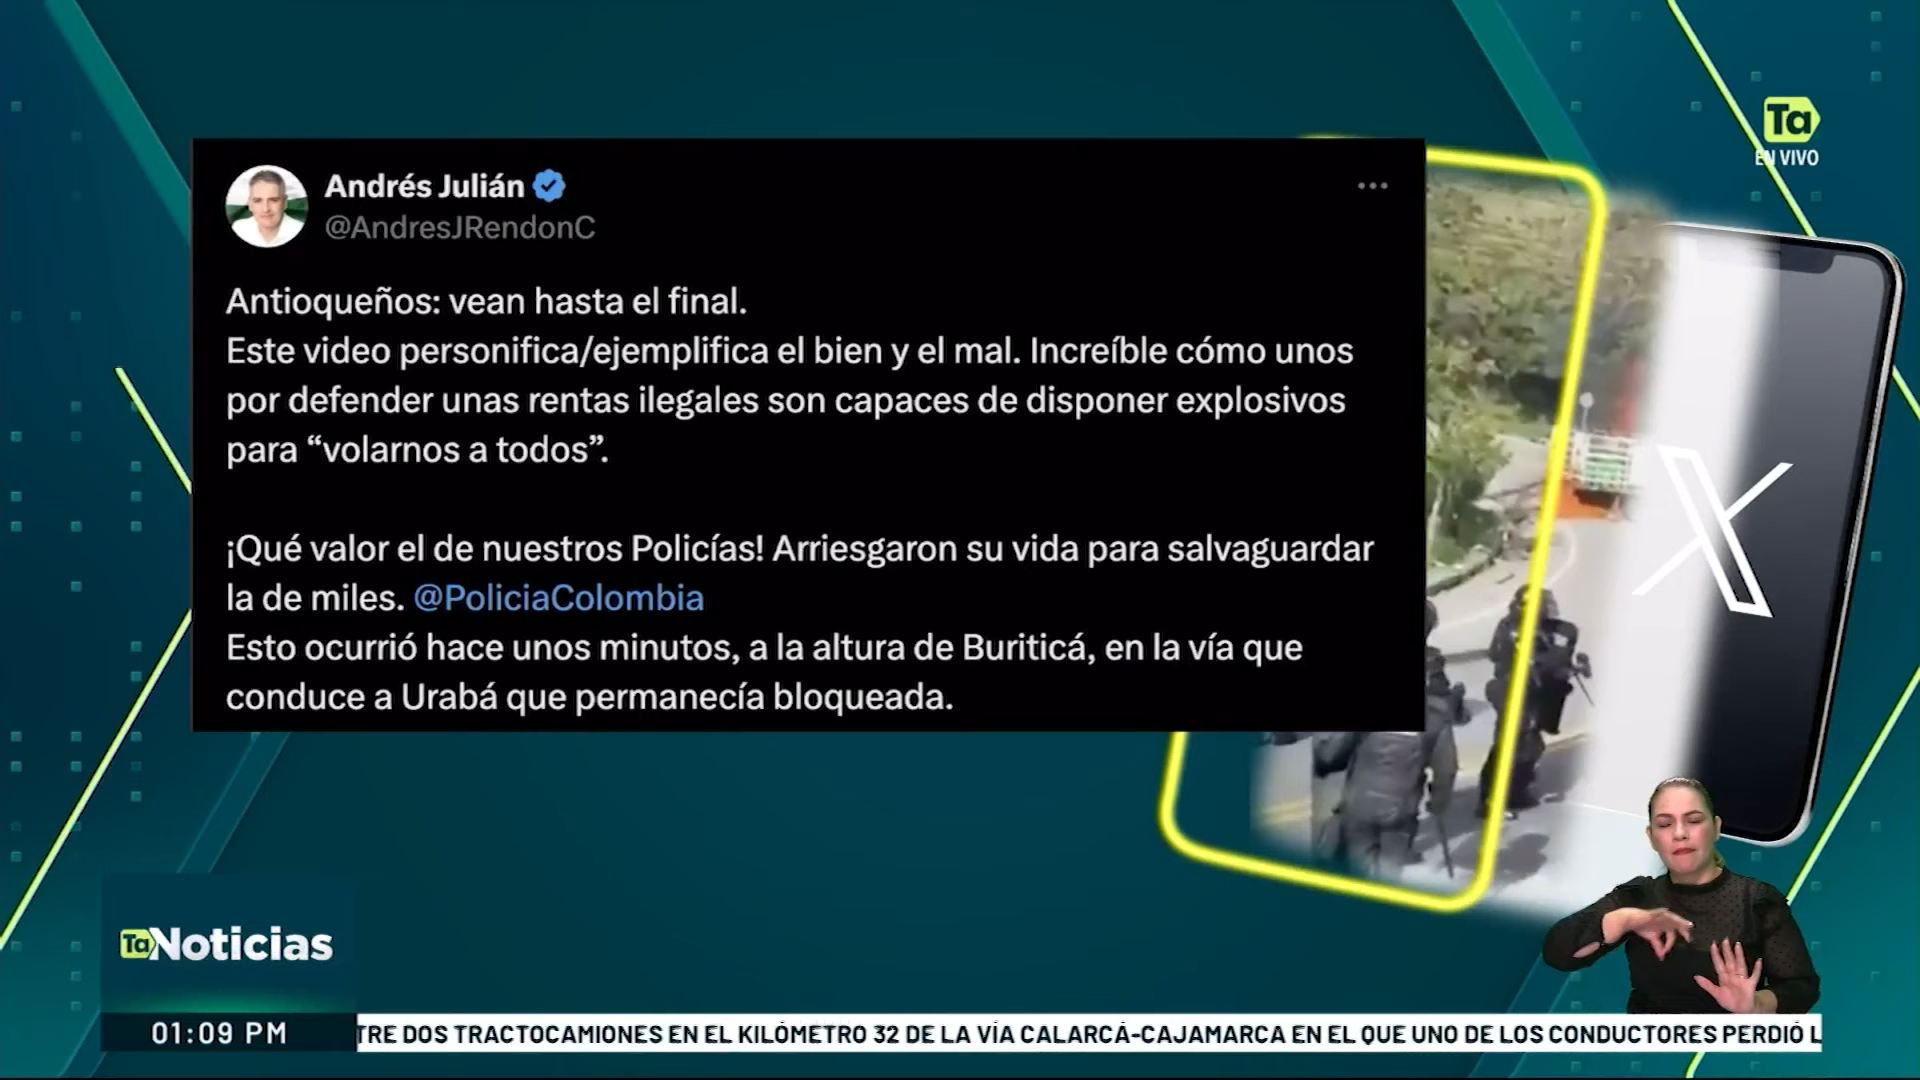 Ta
EN VIVO
Andrés Julián
@AndresJRendonC
Antioqueños: vean hasta el final.
Este video personifica/ejemplifica el bien y el mal. Increíble cómo unos
por defender unas rentas ilegales son capaces de disponer explosivos
para “volarnos a todos”.
¡Qué valor el de nuestros Policías! Arriesgaron su vida para salvaguardar
la de miles. @PoliciaColombia
Esto ocurrió hace unos minutos, a la altura de Buriticá, en la vía que
conduce a Urabá que permanecía bloqueada.
Ta Noticias
01:09 PM
TRE DOS TRACTOCAMIONES EN EL KILÓMETRO 32 DE LA VÍA CALARCÁ-CAJAMARCA EN EL QUE UNO DE LOS CONDUCTORES PERDIÓ L